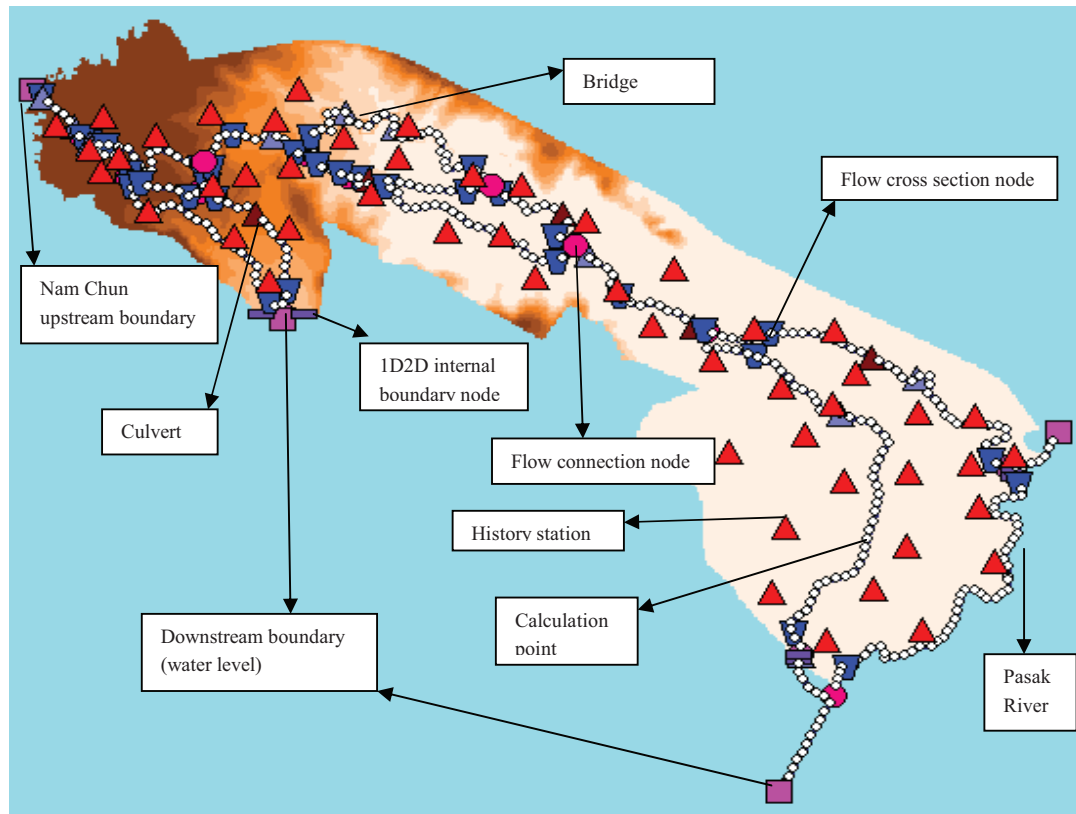 Bridge
Flow cross section node
Nam Chun
upstream boundary
1D2D internal
boundary node
Culvert
Flow connection node
History station
Calculation
point
Downstream boundary
(water level)
Pasak
River